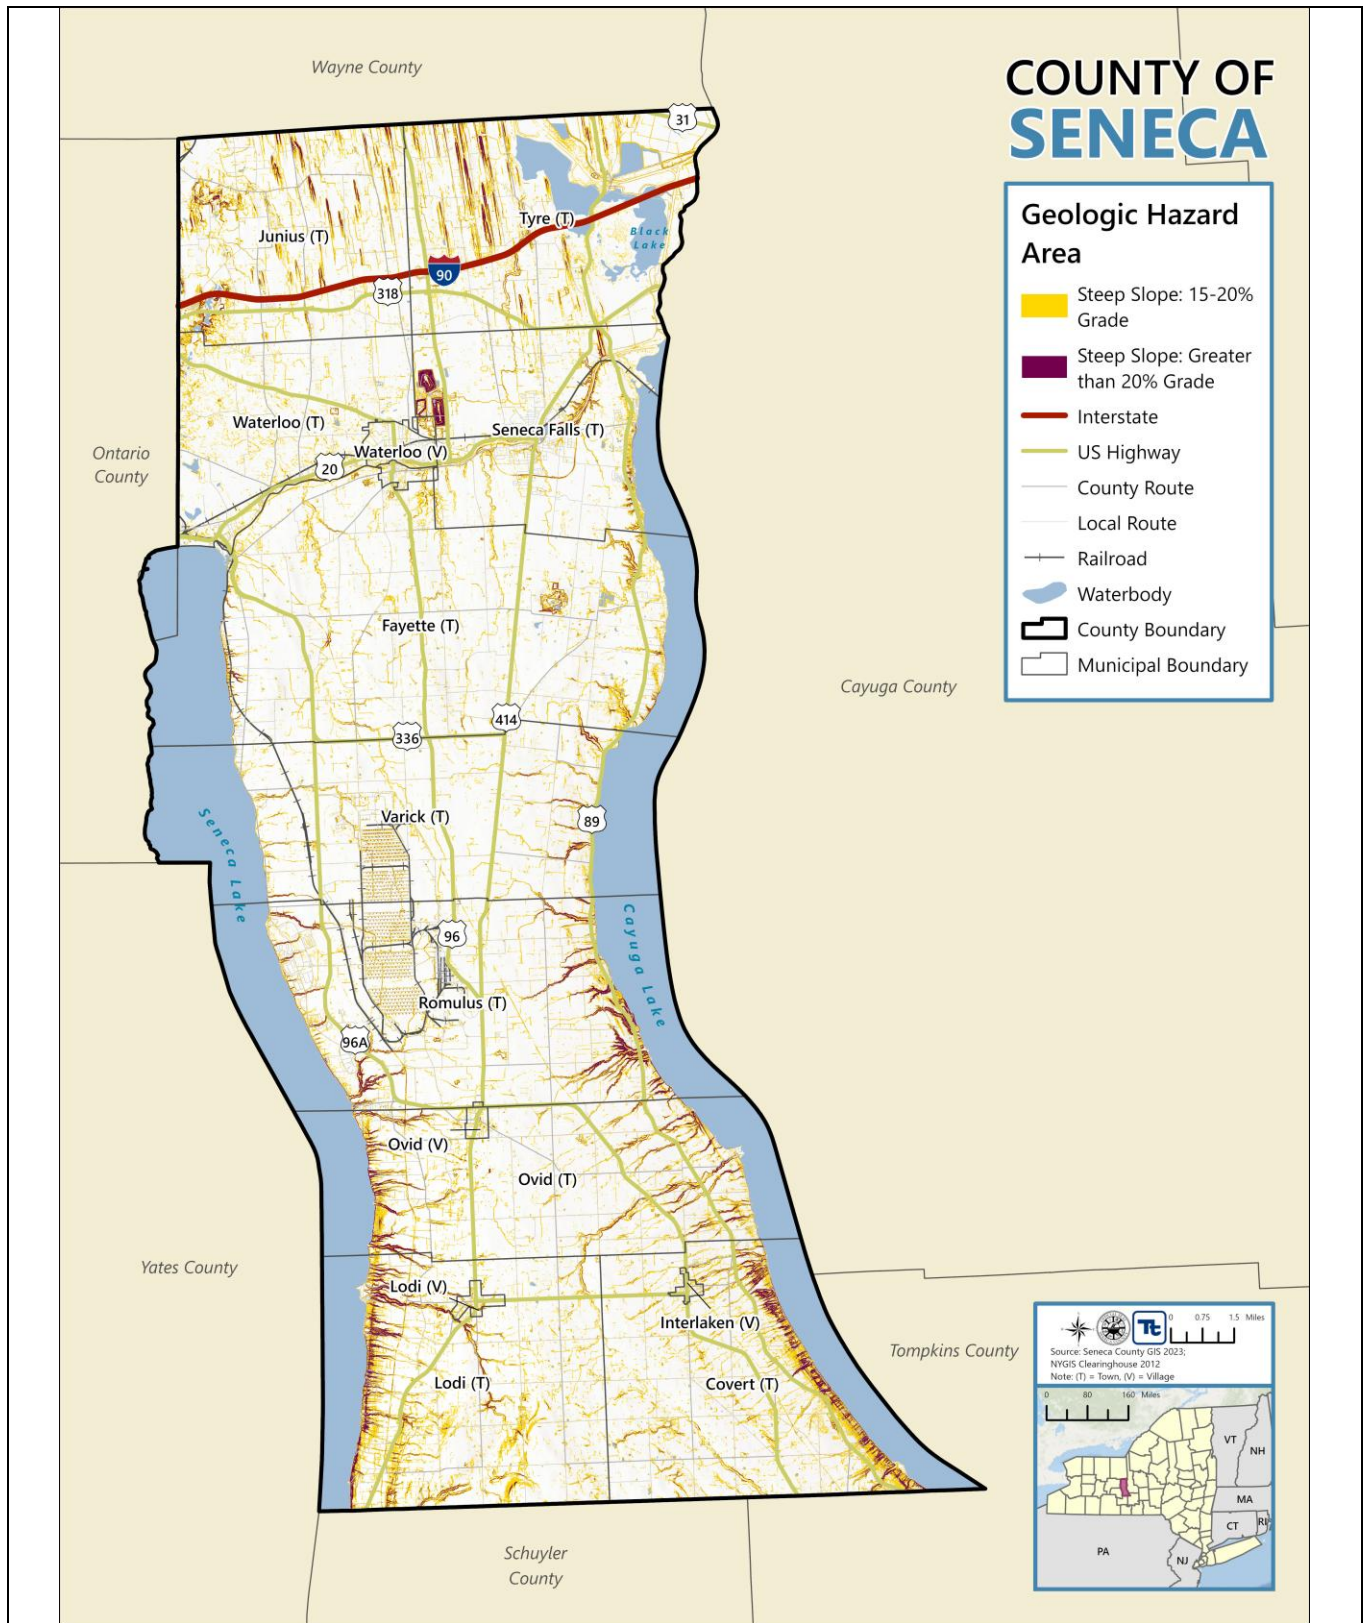 Wayne County
COUNTY OF
SENECA
31
Geologic Hazard
Area
Steep Slope: 15-20%
Grade
Steep Slope: Greater
than 20% Grade
Interstate
US Highway
County Route
Local Route
Railroad
Waterbody
County Boundary
Municipal Boundary
Tyre (T)
Junius (T)
Black
Lake
90
318
Waterloo (T)
Seneca Falls (T)
Ontario
County
Waterloo (V)
20
Fayette (T)
Cayuga County
414
336
Seneca Lake
Varick (T)
89
96
Cayuga Lake
Romulus (T)
96A
Ovid (V)
Ovid (T)
Yates County
Lodi (V)
Interlaken (V)
Tompkins County
Lodi (T)
Covert (T)
Schuyler
County
Tt
0 0.75 1.5 Miles
Source: Seneca County GIS 2023;
NYGIS Clearinghouse 2012
Note: (T) = Town, (V) = Village
0 80 160 Miles
VT
NH
MA
CT
RI
PA
NJ